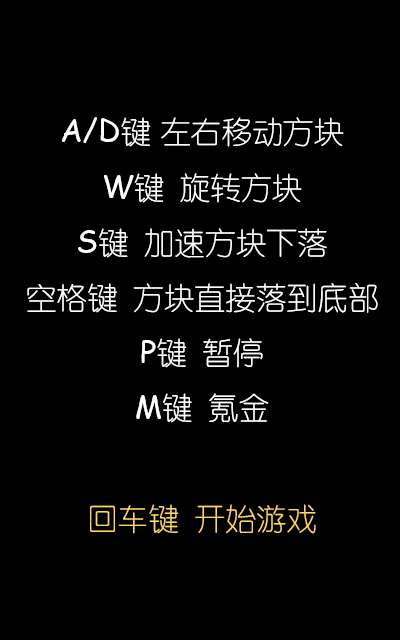 A/D键 左右移动方块
W键 旋转方块
S键 加速方块下落
空格键 方块直接落到底部
P键 暂停
M键 氪金
回车键 开始游戏